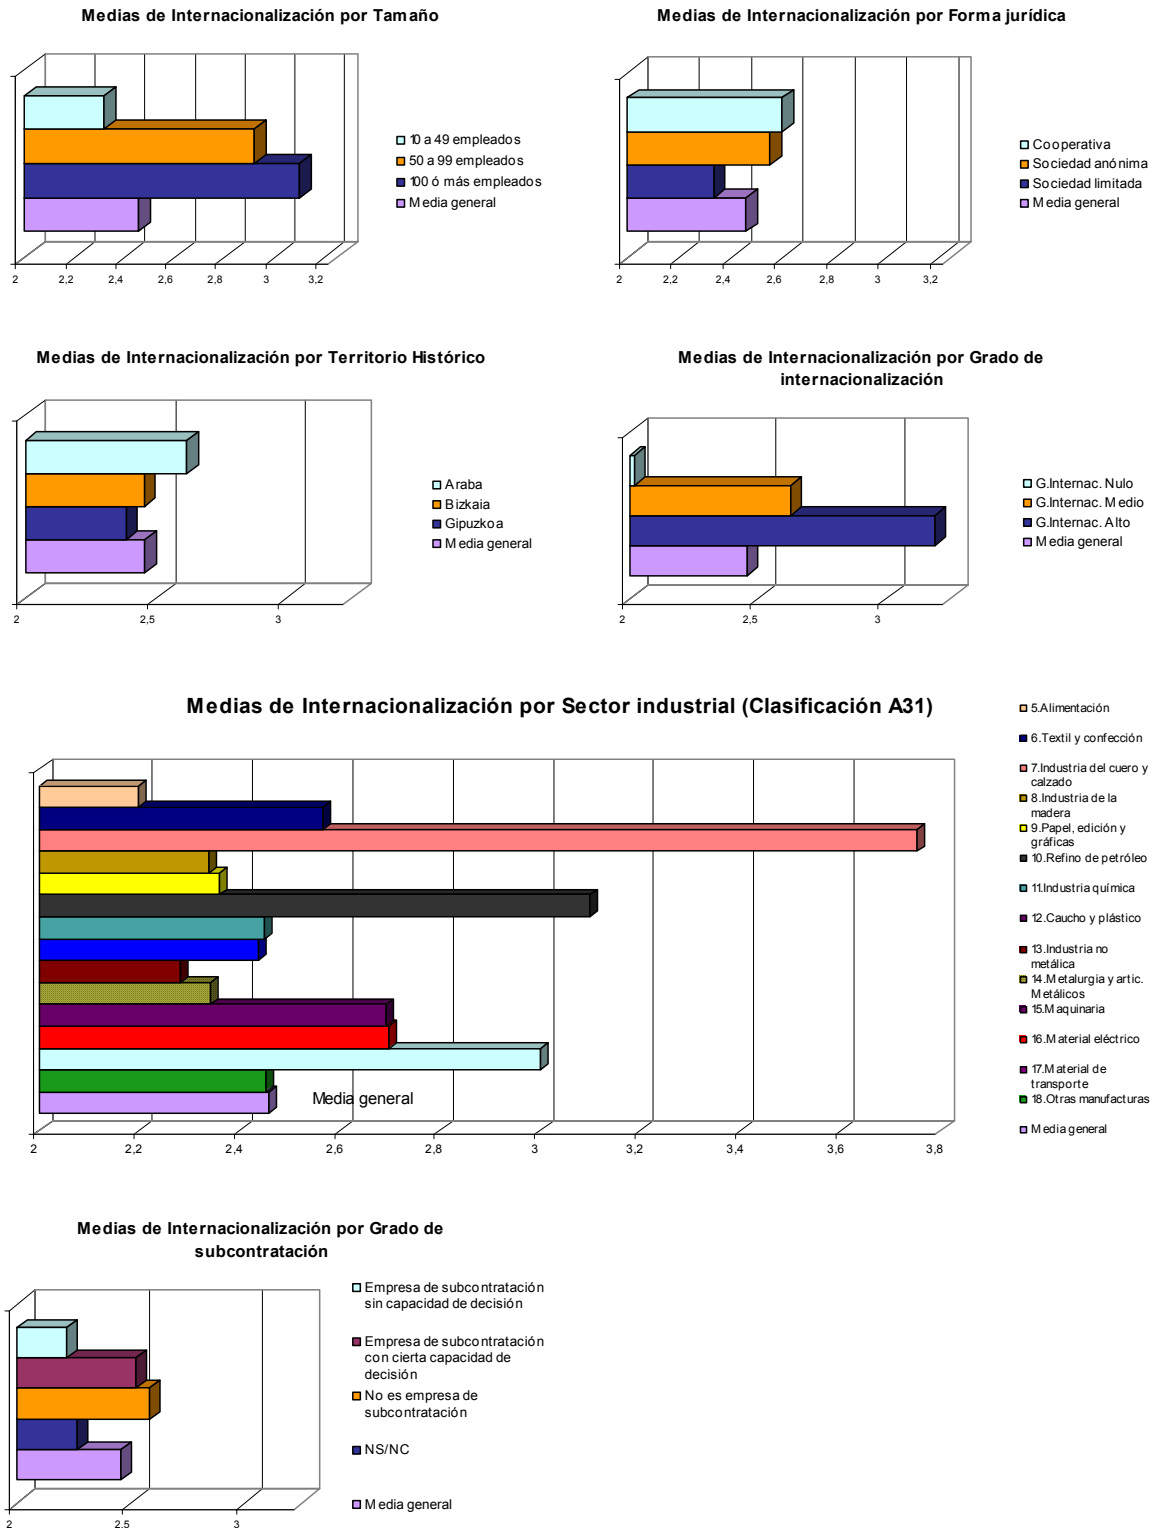 Medias de Internacionalización por Tamaño
10 a 49 empleados
50 a 99 empleados
100 ó más empleados
Media general
2 2,2 2,4 2,6 2,8 3 3,2
Medias de Internacionalización por Forma jurídica
Cooperativa
Sociedad anónima
Sociedad limitada
Media general
2 2,2 2,4 2,6 2,8 3 3,2
Medias de Internacionalización por Territorio Histórico
Araba
Bizkaia
Gipuzkoa
Media general
2 2,5 3
Medias de Internacionalización por Grado de
internacionalización
G.Internac. Nulo
G.Internac. Medio
G.Internac. Alto
Media general
2 2,5 3
Medias de Internacionalización por Sector industrial (Clasificación A31)
5.Alimentación
6.Textil y confección
7.Industria del cuero y
calzado
8.Industria de la
madera
9.Papel, edición y
gráficas
10.Refino de petróleo
11.Industria química
12.Caucho y plástico
13.Industria no
metálica
14.Metalurgia y artic.
Metálicos
15.Maquinaria
16.Material eléctrico
17.Material de
transporte
18.Otras manufacturas
Media general
Media general
2 2,2 2,4 2,6 2,8 3 3,2 3,4 3,6 3,8
Medias de Internacionalización por Grado de
subcontratación
Empresa de subcontratación
sin capacidad de decisión
Empresa de subcontratación
con cierta capacidad de
decisión
No es empresa de
subcontratación
NS/NC
Media general
2 2,5 3